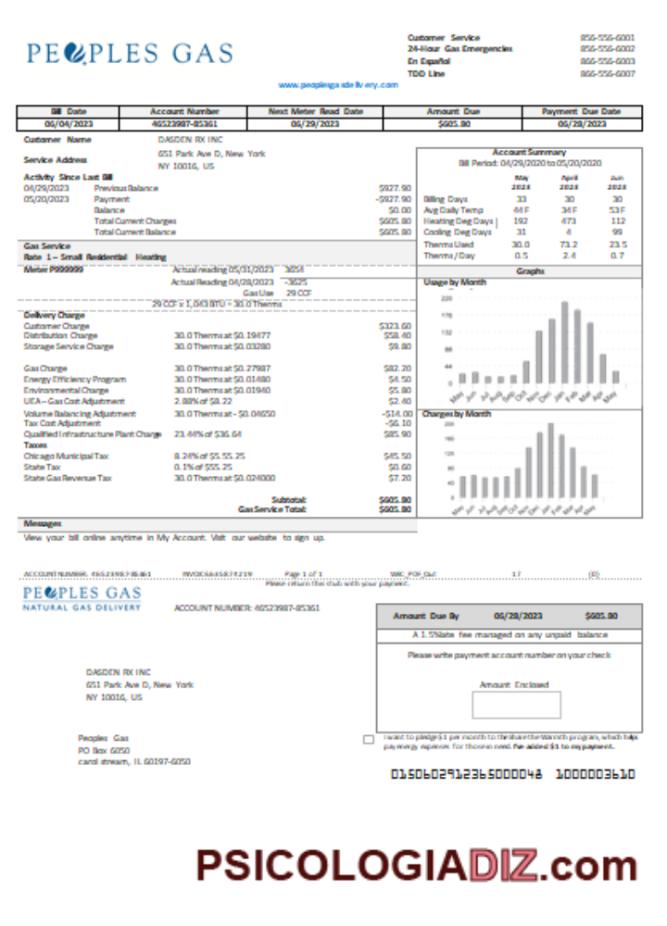 PEOPLES GAS
Customer Service 856-556-6001
24-Hour Gas Emergencies 856-556-6002
En Español 866-556-6003
TDD Line 866-556-6007
www.peoplesgasdelivery.com
Bill Date Account Number Next Meter Read Date Amount Due Payment Due Date
06/04/2023 46523987-85361 06/29/2023 $605.80 06/28/2023
Customer Name DASDEN RX INC
Service Address 651 Park Ave D, New York
NY 10016, US
Activity Since Last Bill
04/29/2023 Previous Balance $927.90
05/20/2023 Payment -$927.90
Balance $0.00
Total Current Charges $605.80
Total Current Balance $605.80
Gas Service
Rate 1 – Small Residential Heating
Meter P999999 Actual reading 05/31/2023 3654
Actual Reading 04/28/2023 -3625
Gas Use 29 CCF
29 CCF x 1,043 BTU = 30.0 Therms
Delivery Charge
Customer Charge $323.60
Distribution Charge 30.0 Therms at $0.19477 $58.40
Storage Service Charge 30.0 Therms at $0.03280 $9.80
Gas Charge 30.0 Therms at $0.27987 $82.20
Energy Efficiency Program 30.0 Therms at $0.01480 $4.50
Environmental Charge 30.0 Therms at $0.01940 $5.80
UEA – Gas Cost Adjustment 2.88% of $8.22 $2.40
Volume Balancing Adjustment 30.0 Therms at - $0.04650 -$14.00
Tax Cost Adjustment -$6.10
Qualified Infrastructure Plant Charge 23.44% of $36.64 $85.90
Taxes
Chicago Municipal Tax 8.24% of $5.55.25 $45.50
State Tax 0.1% of $55.25 $0.60
State Gas Revenue Tax 30.0 Therms at $0.024000 $7.20
Subtotal: $605.80
Gas Service Total: $605.80
Messages
View your bill online anytime in My Account. Visit our website to sign up.
Account Summary
Bill Period: 04/29/2020 to 05/20/2020
May April Jun
2023 2023 2023
Billing Days 33 30 30
Avg Daily Temp 44 F 34 F 53 F
Heating Deg Days 192 473 112
Cooling Deg Days 31 4 99
Therms Used 30.0 73.2 23.5
Therms / Day 0.5 2.4 0.7
Graphs
Usage by Month
220
176
132
88
44
0
May Jun Jul Aug Sep Oct Nov Dec Jan Feb Mar Apr May
Charges by Month
200
160
120
80
40
0
May Jun Jul Aug Sep Oct Nov Dec Jan Feb Mar Apr May
ACCOUNT NUMBER: 46523987-85361 Page 1 of 1 17 (D)
Please return this stub with your payment.
PEOPLES GAS
NATURAL GAS DELIVERY
ACCOUNT NUMBER: 46523987-85361
Amount Due By 06/28/2023 $605.80
A 1.5% late fee managed on any unpaid balance
Please write payment account number on your check
Amount Enclosed
DASDEN RX INC
651 Park Ave D, New York
NY 10016, US
Peoples Gas
PO Box 6050
carol stream, IL 60197-6050
I want to pledge $1 per month to the Share the Warmth program, which helps
pay energy expenses for those in need. I've added $1 to my payment.
0150602912365000048 1000003610
PSICOLOGIADIZ.com